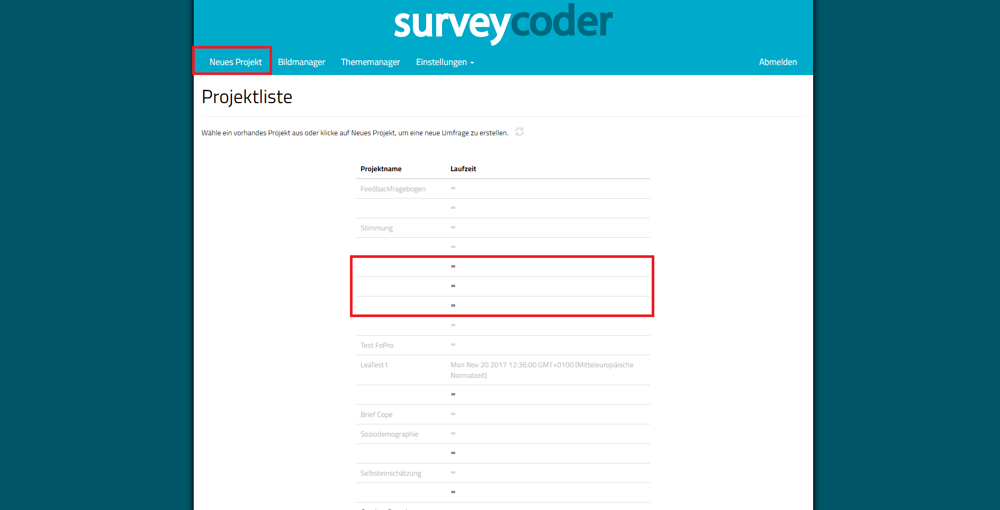 surveycoder
Neues Projekt Bildmanager Thememanager Einstellungen Abmelden
Projektliste
Wähle ein vorhandes Projekt aus oder klicke auf Neues Projekt, um eine neue Umfrage zu erstellen.
Projektname Laufzeit
Feedbackfragebogen ∞
∞
Stimmung ∞
∞
∞
∞
∞
∞
Test FoPro ∞
LeaTest1 Mon Nov 20 2017 12:36:00 GMT+0100 (Mitteleuropäische
Normalzeit)
∞
Brief Cope ∞
Soziodemographie ∞
∞
Selbsteinschätzung ∞
∞